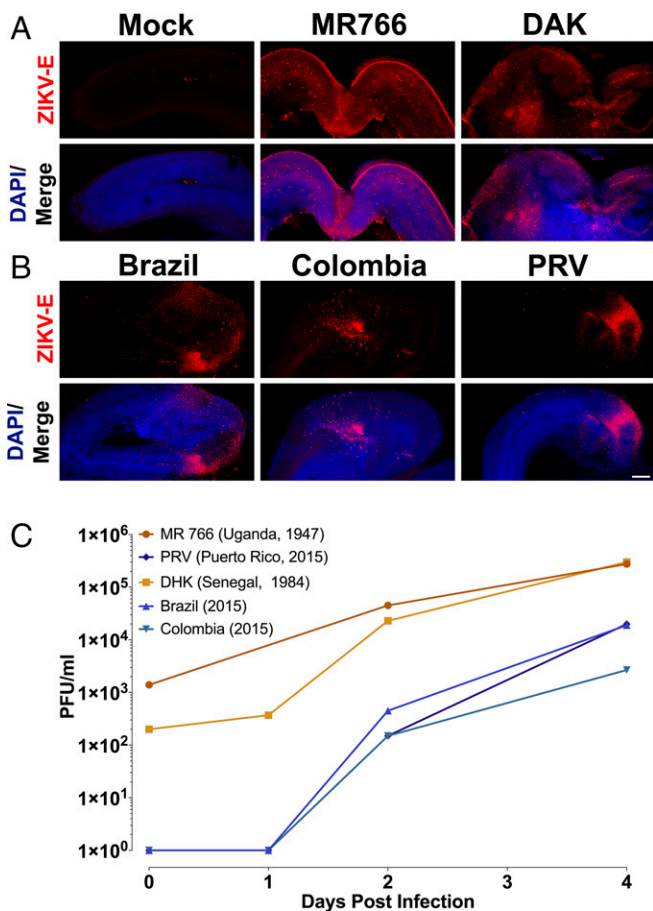 A
Mock
MR766
DAK
ZIKV-E
DAPI/
Merge
B
Brazil
Colombia
PRV
ZIKV-E
DAPI/
Merge
C
MR 766 (Uganda, 1947)
PRV (Puerto Rico, 2015)
DHK (Senegal, 1984)
Brazil (2015)
Colombia (2015)
PFU/ml
1×10⁶
1×10⁵
1×10⁴
1×10³
1×10²
1×10¹
1×10⁰
0 1 2 3 4
Days Post Infection